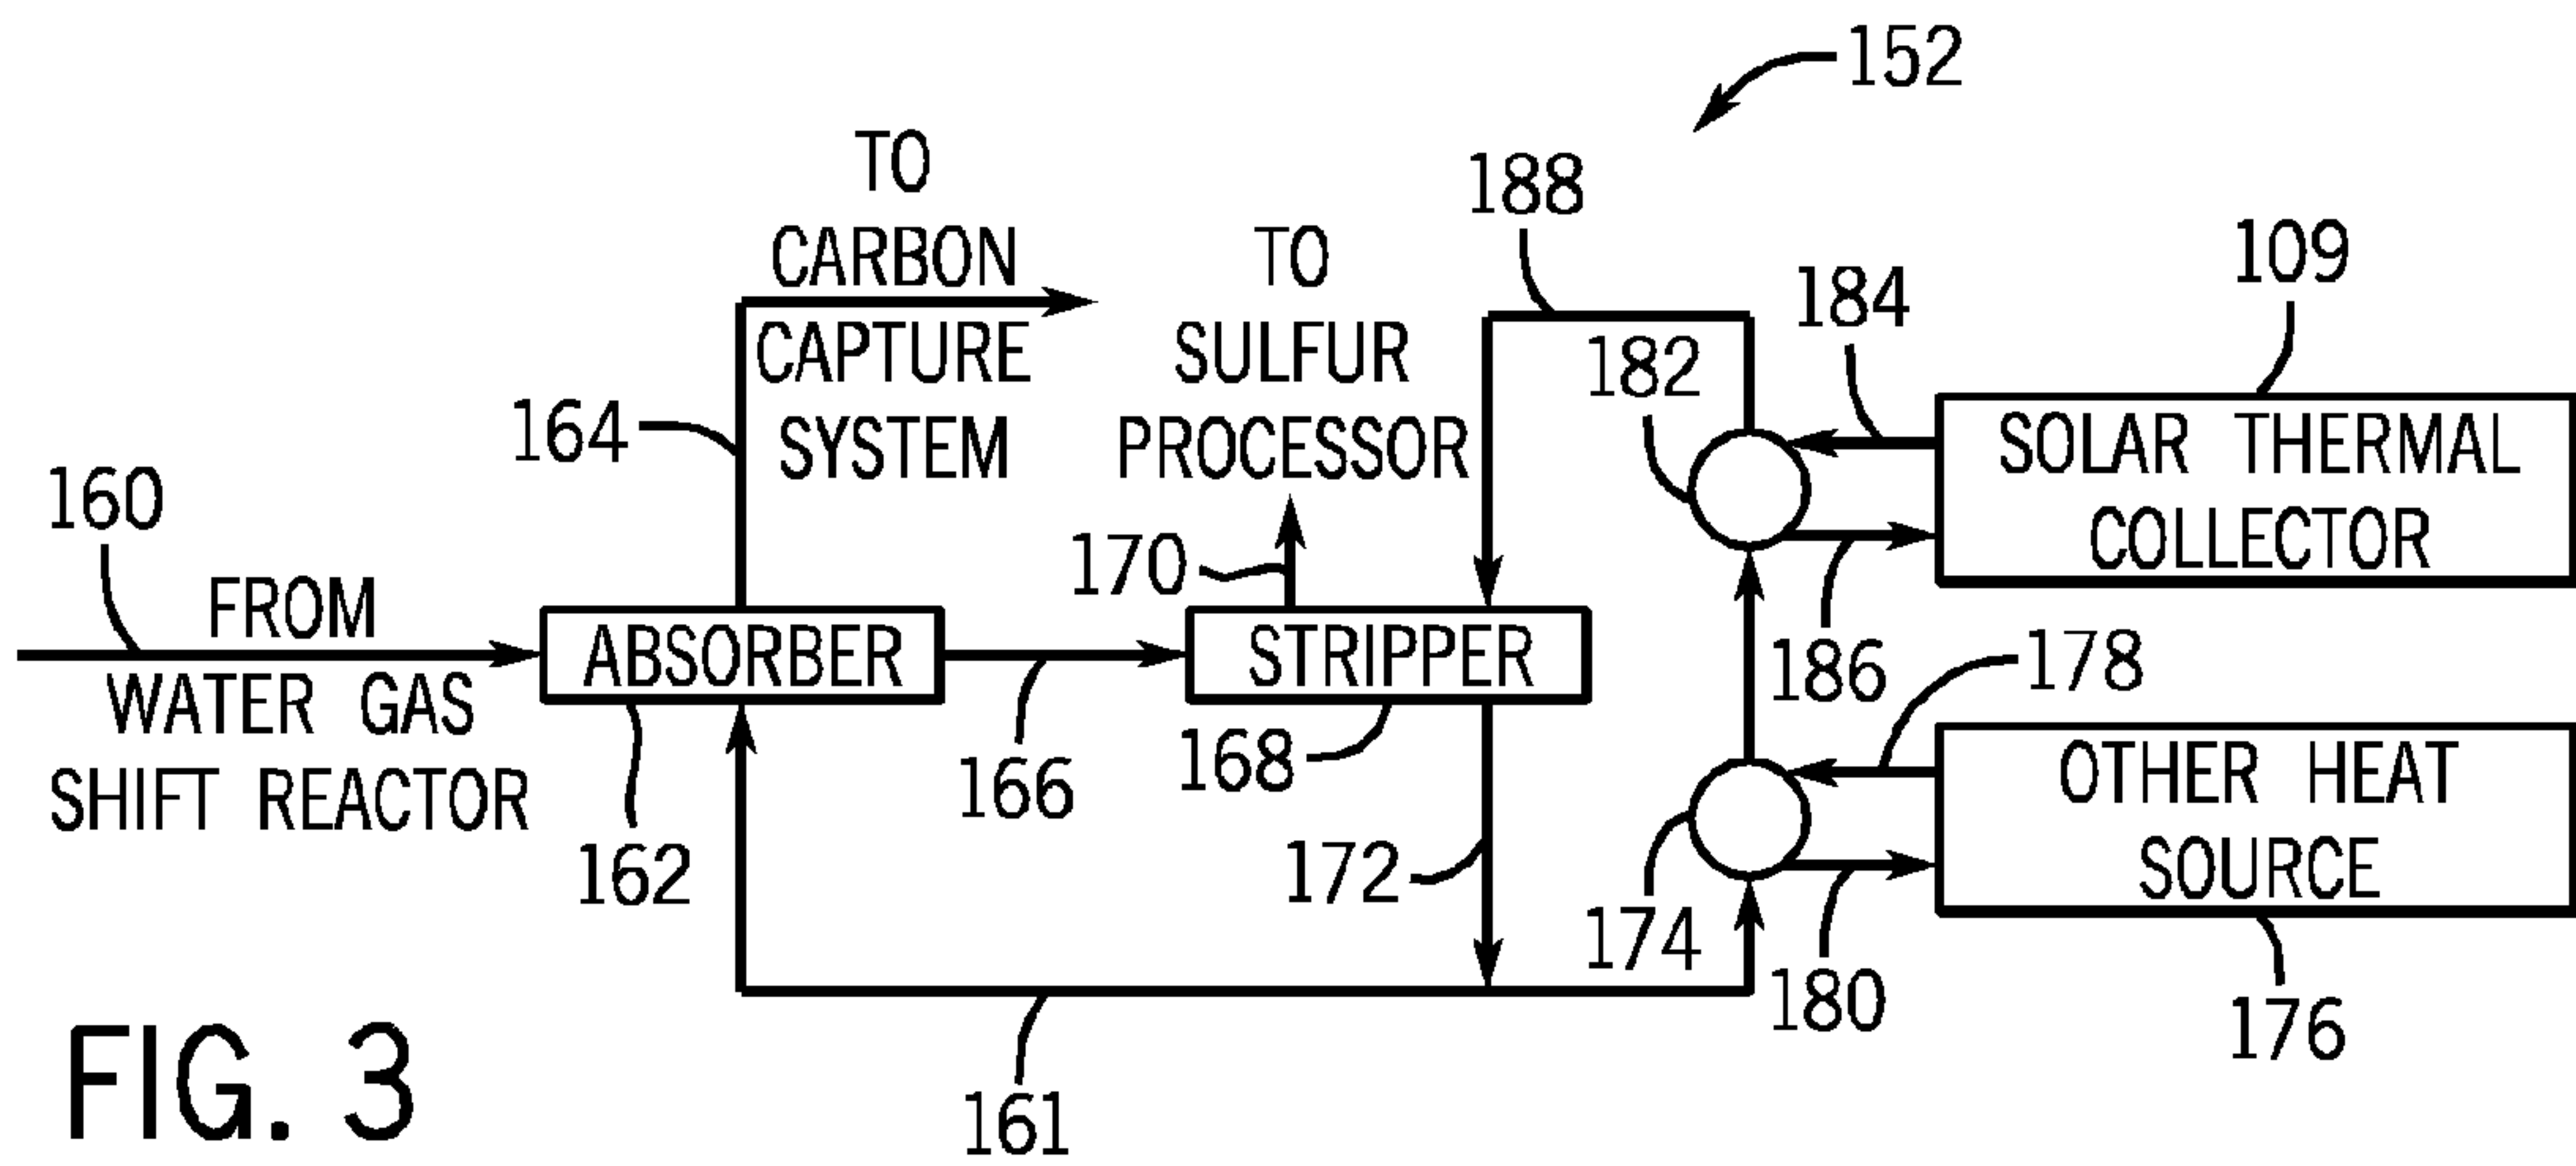 152
188
TO
CARBON
CAPTURE
SYSTEM
TO
SULFUR
PROCESSOR
109
184
182
164
160
SOLAR THERMAL
COLLECTOR
170
FROM
WATER GAS
SHIFT REACTOR
ABSORBER
STRIPPER
186
178
166
168
162
172
174
OTHER HEAT
SOURCE
180
176
161
FIG. 3